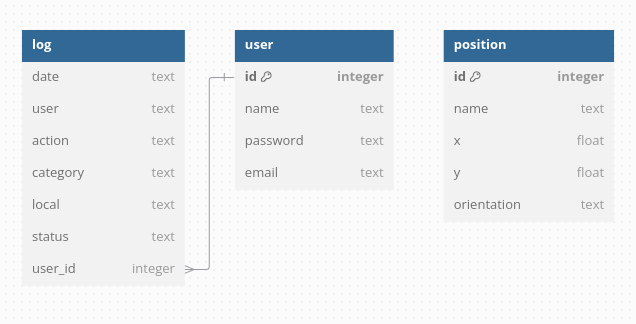 log
date text
user text
action text
category text
local text
status text
user_id integer
user
id integer
name text
password text
email text
position
id integer
name text
x float
y float
orientation text